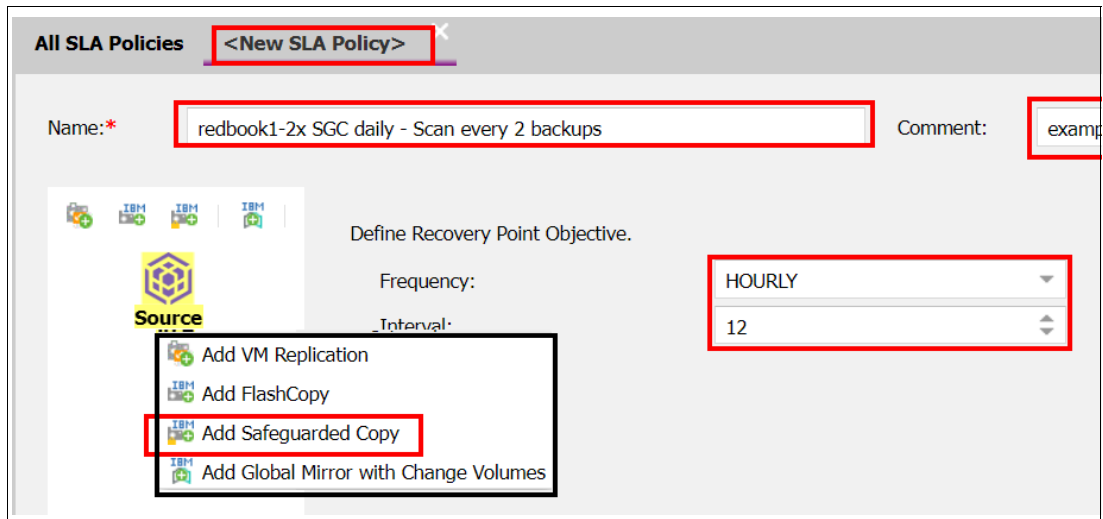 All SLA Policies <New SLA Policy>
Name:* redbook1-2x SGC daily - Scan every 2 backups Comment: examp
IBM IBM IBM
Define Recovery Point Objective.
Frequency: HOURLY
Source
Interval: 12
Add VM Replication
IBM Add FlashCopy
IBM Add Safeguarded Copy
IBM Add Global Mirror with Change Volumes